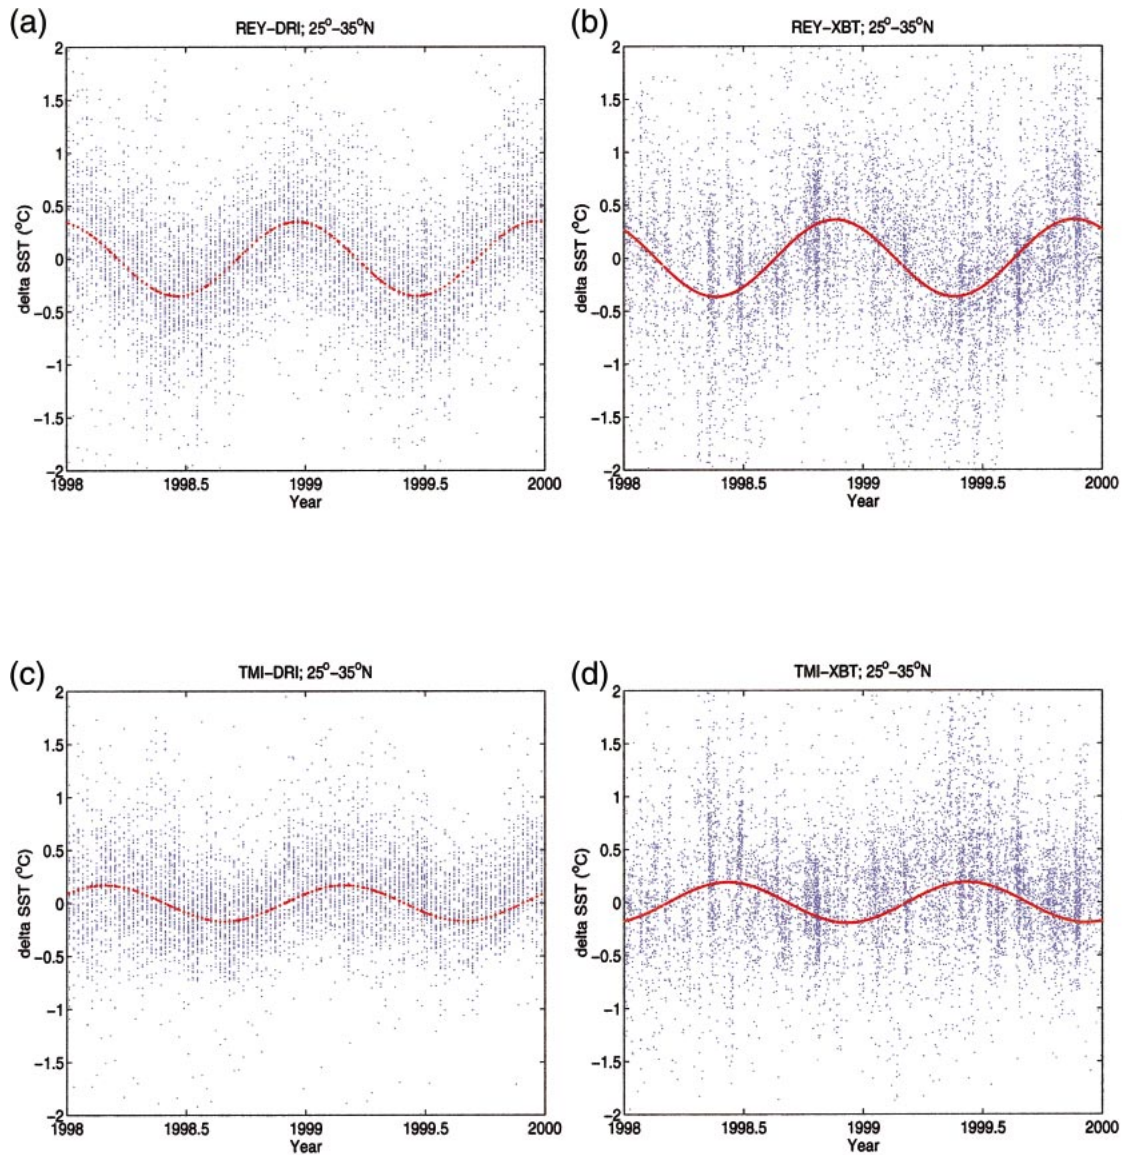 (a)
REY–DRI; 25°–35°N
2
1.5
1
0.5
0
−0.5
−1
−1.5
−2
delta SST (°C)
1998 1998.5 1999 1999.5 2000
Year
(b)
REY–XBT; 25°–35°N
2
1.5
1
0.5
0
−0.5
−1
−1.5
−2
delta SST (°C)
1998 1998.5 1999 1999.5 2000
Year
(c)
TMI–DRI; 25°–35°N
2
1.5
1
0.5
0
−0.5
−1
−1.5
−2
delta SST (°C)
1998 1998.5 1999 1999.5 2000
Year
(d)
TMI–XBT; 25°–35°N
2
1.5
1
0.5
0
−0.5
−1
−1.5
−2
delta SST (°C)
1998 1998.5 1999 1999.5 2000
Year